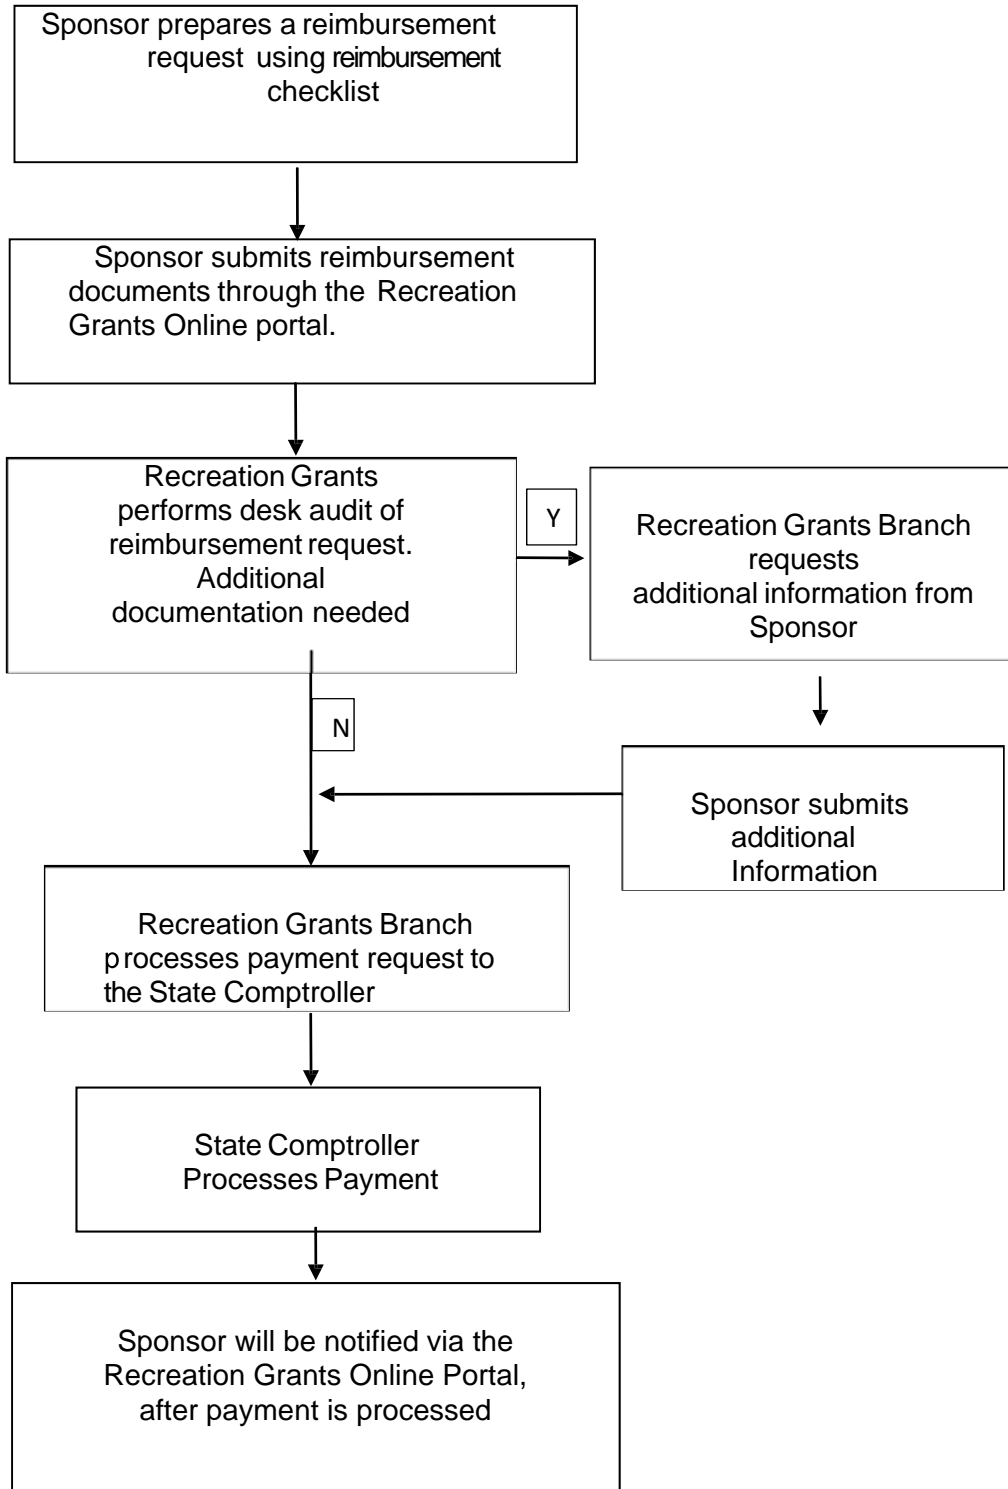 Sponsor prepares a reimbursement
request using reimbursement
checklist
Sponsor submits reimbursement
documents through the Recreation
Grants Online portal.
Recreation Grants
performs desk audit of
reimbursement request.
Additional
documentation needed
Y
Recreation Grants Branch
requests
additional information from
Sponsor
N
Sponsor submits
additional
Information
Recreation Grants Branch
processes payment request to
the State Comptroller
State Comptroller
Processes Payment
Sponsor will be notified via the
Recreation Grants Online Portal,
after payment is processed